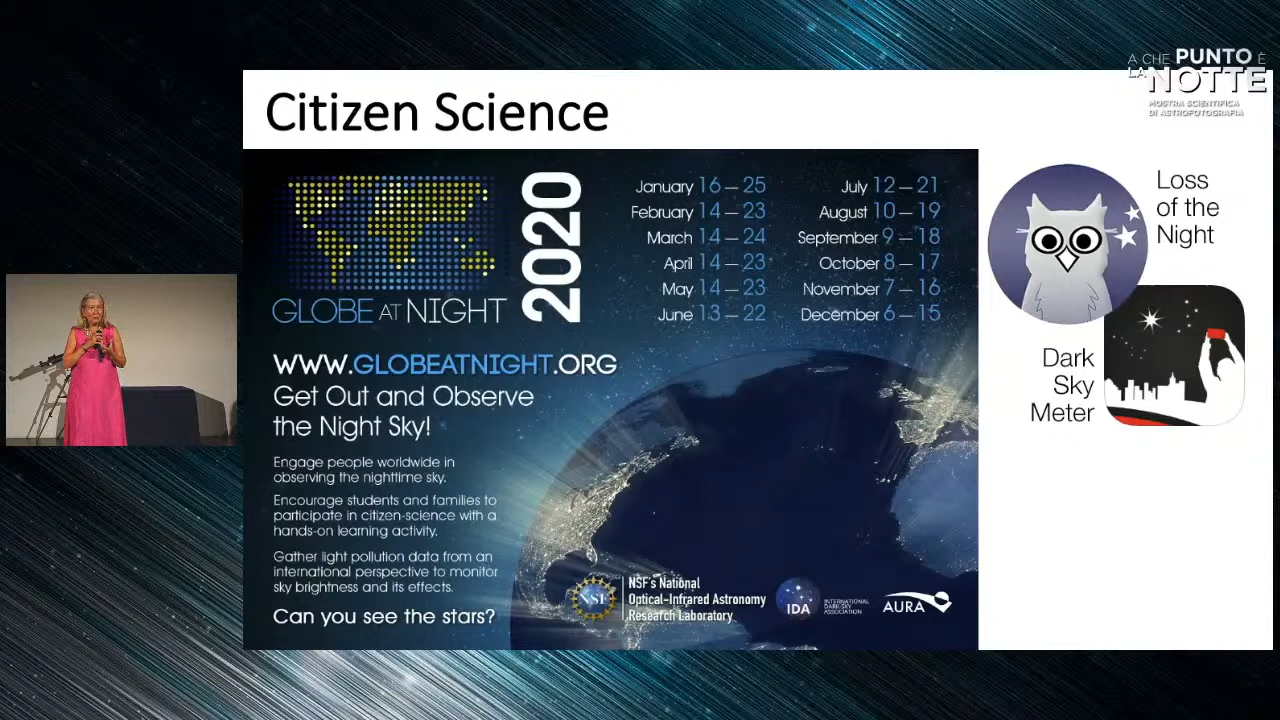 A CHE PUNTO È
LA NOTTE
MOSTRA SCIENTIFICA
DI ASTROFOTOGRAFIA
Citizen Science
GLOBE AT NIGHT
2020
January 16 – 25
February 14 – 23
March 14 – 24
April 14 – 23
May 14 – 23
June 13 – 22
July 12 – 21
August 10 – 19
September 9 – 18
October 8 – 17
November 7 – 16
December 6 – 15
WWW.GLOBEATNIGHT.ORG
Get Out and Observe
the Night Sky!
Engage people worldwide in
observing the nighttime sky.
Encourage students and families to
participate in citizen-science with a
hands-on learning activity.
Gather light pollution data from an
international perspective to monitor
sky brightness and its effects.
Can you see the stars?
NSF
NSF's National
Optical-Infrared Astronomy
Research Laboratory
IDA
INTERNATIONAL
DARK-SKY
ASSOCIATION
AURA
Loss
of the
Night
Dark
Sky
Meter